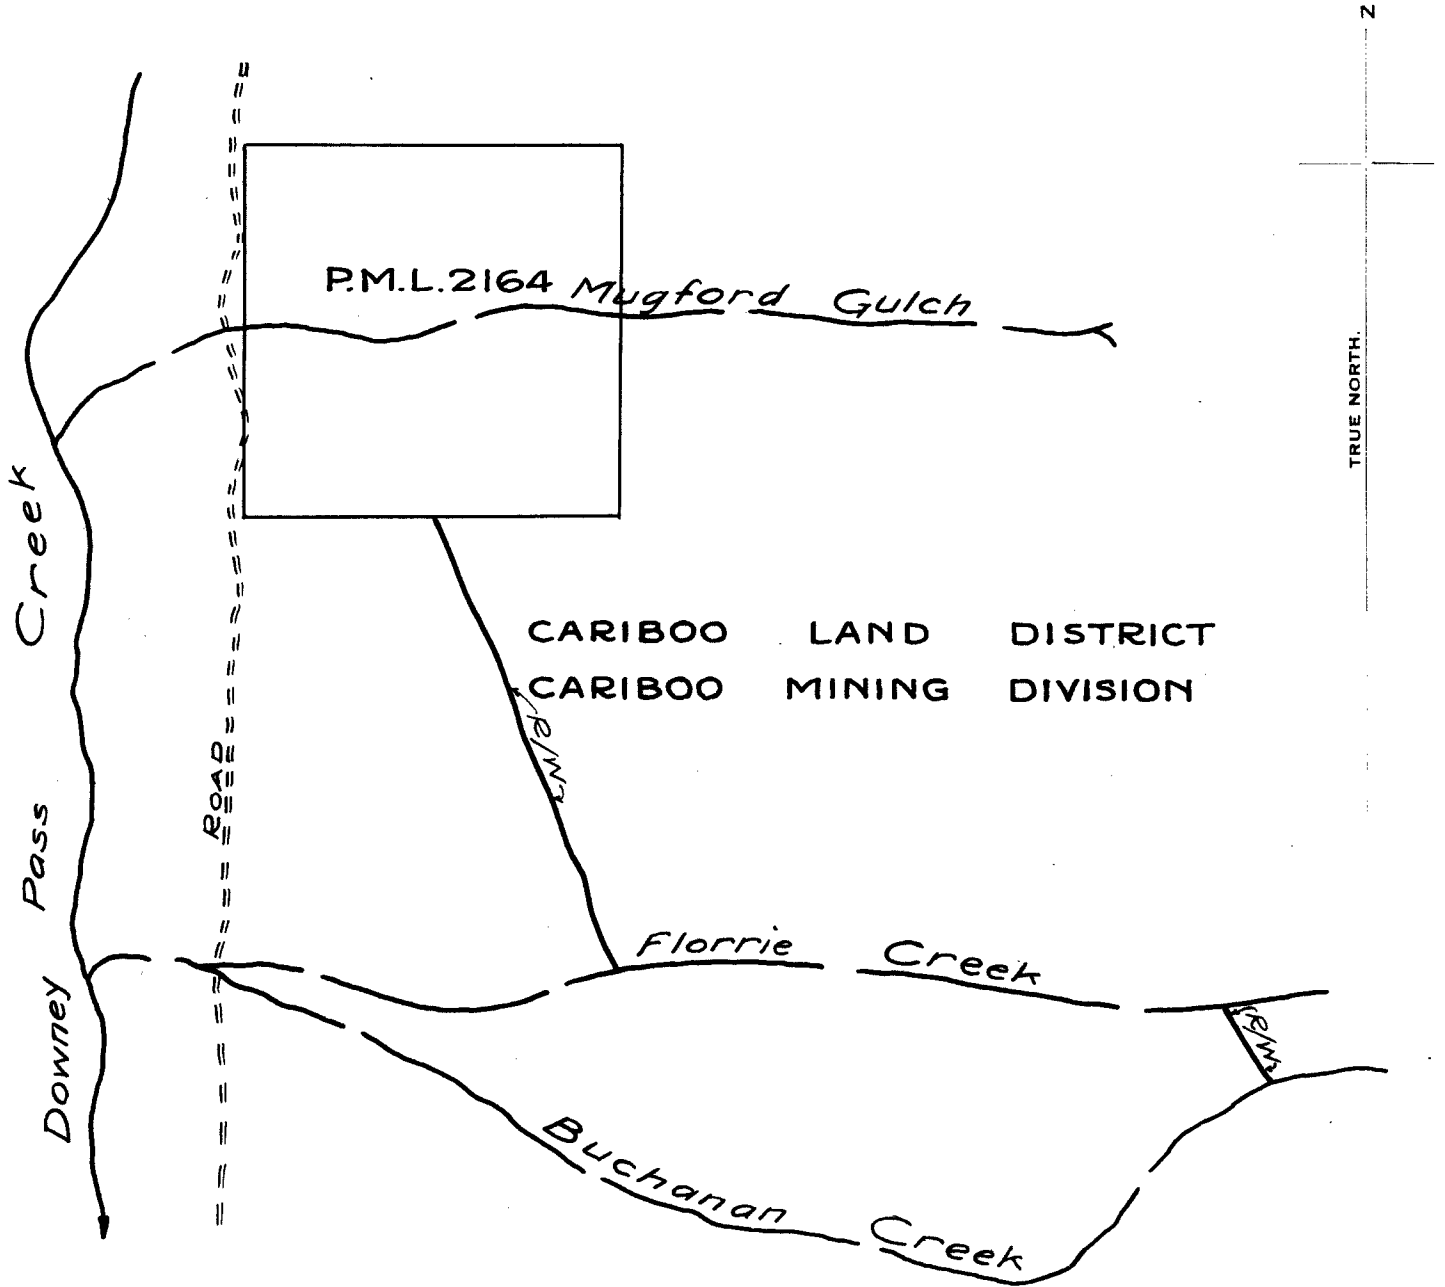 N
P.M.L. 2164
Mugford Gulch
TRUE NORTH.
Downey Pass Creek
CARIBOO LAND DISTRICT
CARIBOO MINING DIVISION
R/W
ROAD
Florrie Creek
R/W
Buchanan Creek